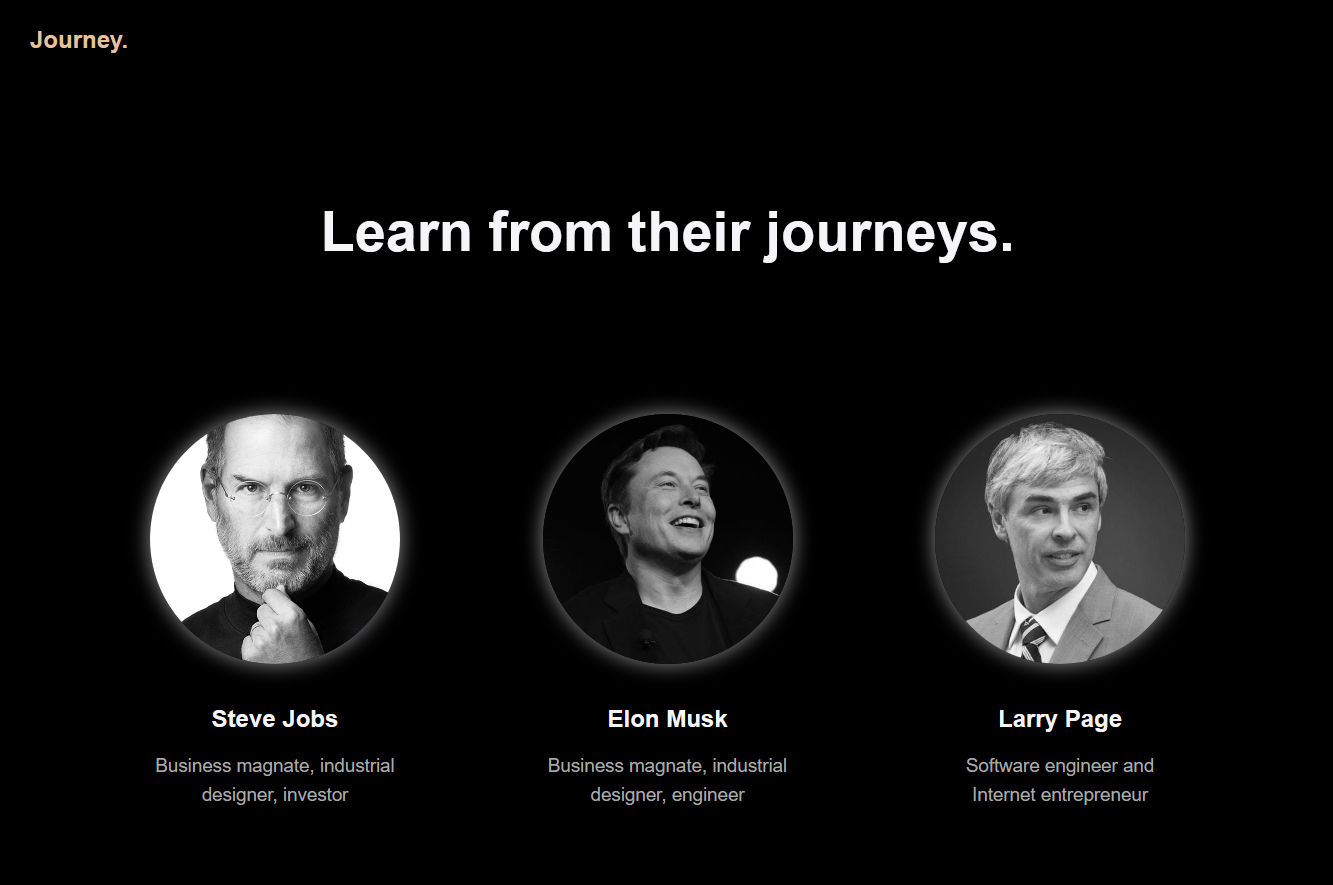 Journey.
Learn from their journeys.
Steve Jobs
Business magnate, industrial
designer, investor
Elon Musk
Business magnate, industrial
designer, engineer
Larry Page
Software engineer and
Internet entrepreneur